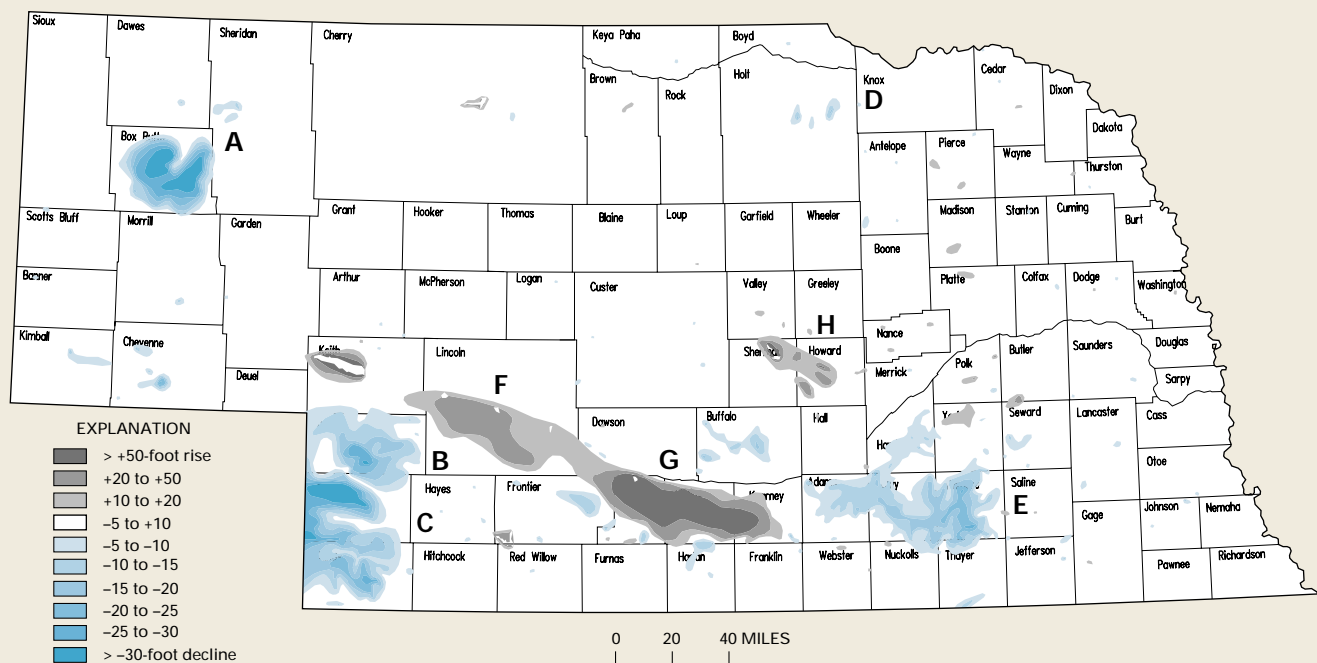 Sioux
Dawes
Sheridan
Cherry
Keya Paha
Boyd
Brown
Rock
Holt
Knox
D
Cedar
Dixon
Dakota
A
Antelope
Pierce
Wayne
Thurston
Scotts Bluff
Morrill
Garden
Grant
Hooker
Thomas
Blaine
Loup
Garfield
Wheeler
Madison
Stanton
Cuming
Burt
Boone
Banner
Arthur
McPherson
Logan
Custer
Valley
Greeley
Platte
Colfax
Dodge
Washington
Kimball
Cheyenne
Deuel
Keith
Lincoln
H
Howard
Nance
Merrick
Polk
Butler
Saunders
Douglas
Sarpy
F
Dawson
Buffalo
Hall
Seward
Lancaster
Cass
Otoe
B
G
Hayes
Frontier
Saline
E
C
Gage
Johnson
Nemaha
Hitchcock
Red Willow
Furnas
Franklin
Webster
Nuckolls
Thayer
Jefferson
Pawnee
Richardson
EXPLANATION
> +50-foot rise
+20 to +50
+10 to +20
–5 to +10
–5 to –10
–10 to –15
–15 to –20
–20 to –25
–25 to –30
> –30-foot decline
0 20 40 MILES